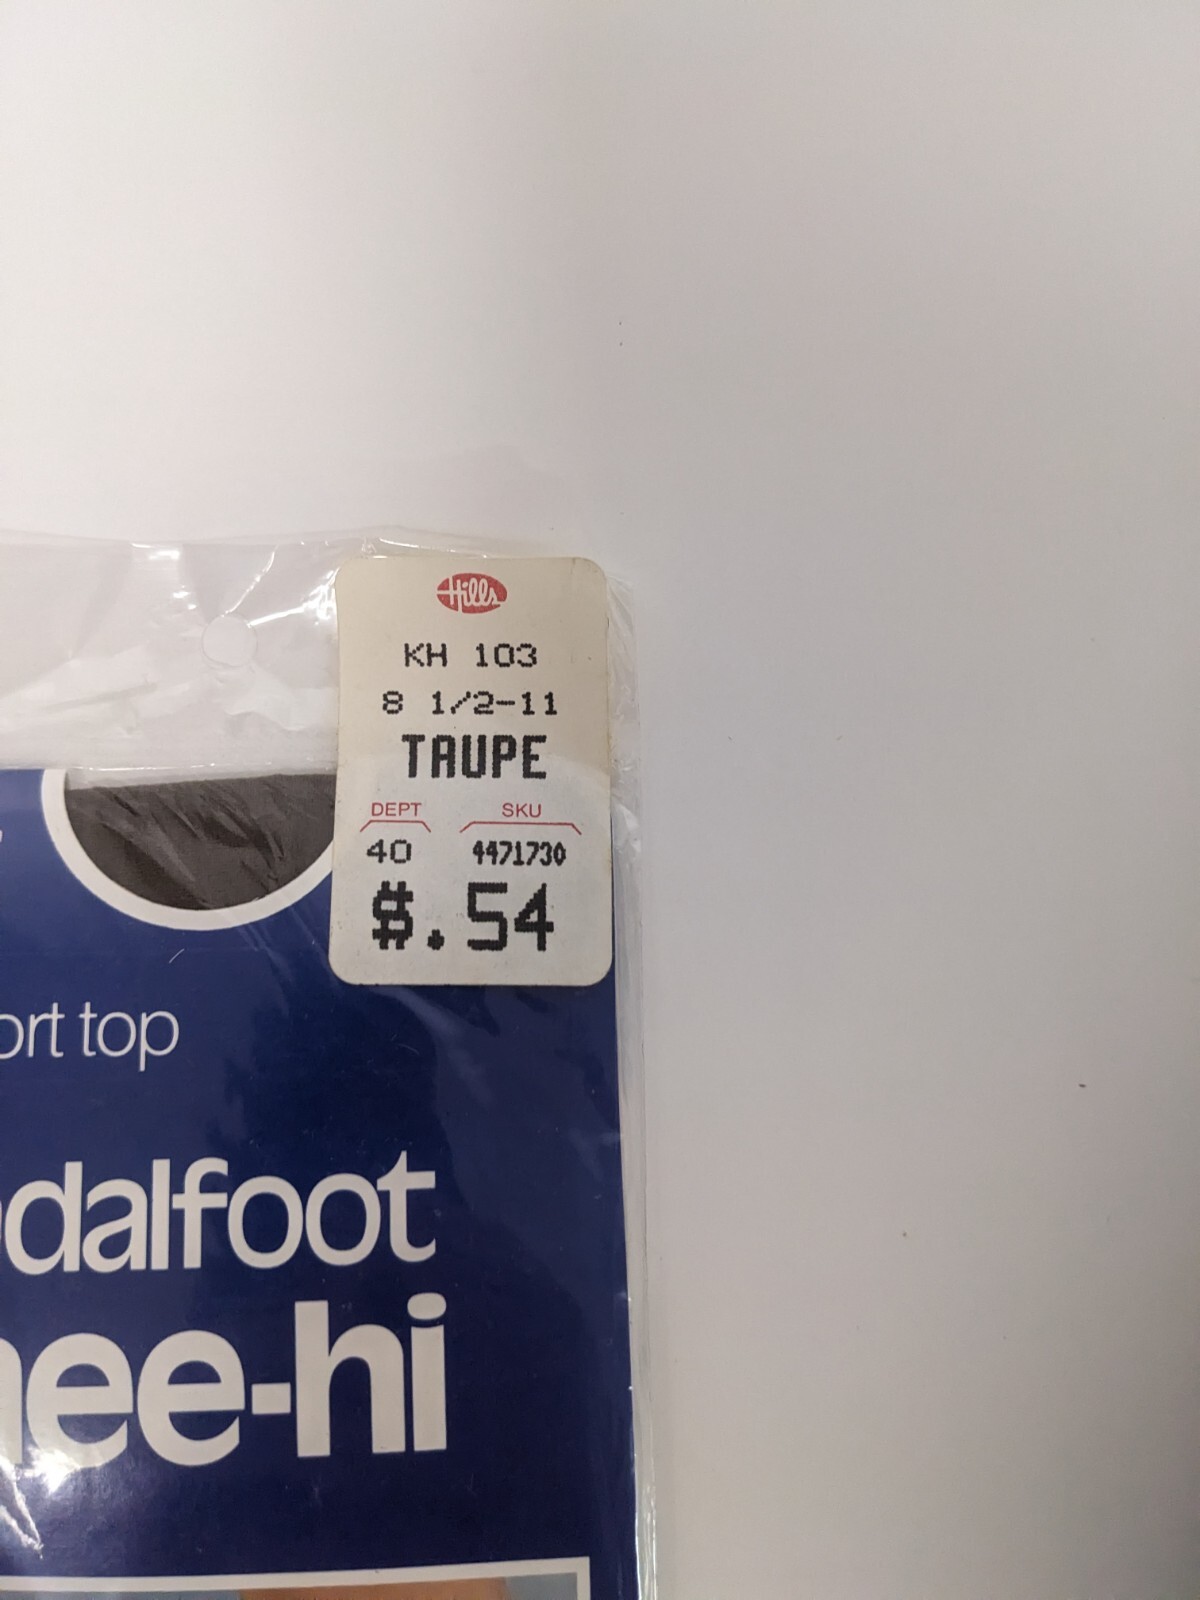 Hills
KH 103
8 1/2-11
TAUPE
DEPT SKU
40 4471730
$.54
ort top
dalfoot
ee-hi